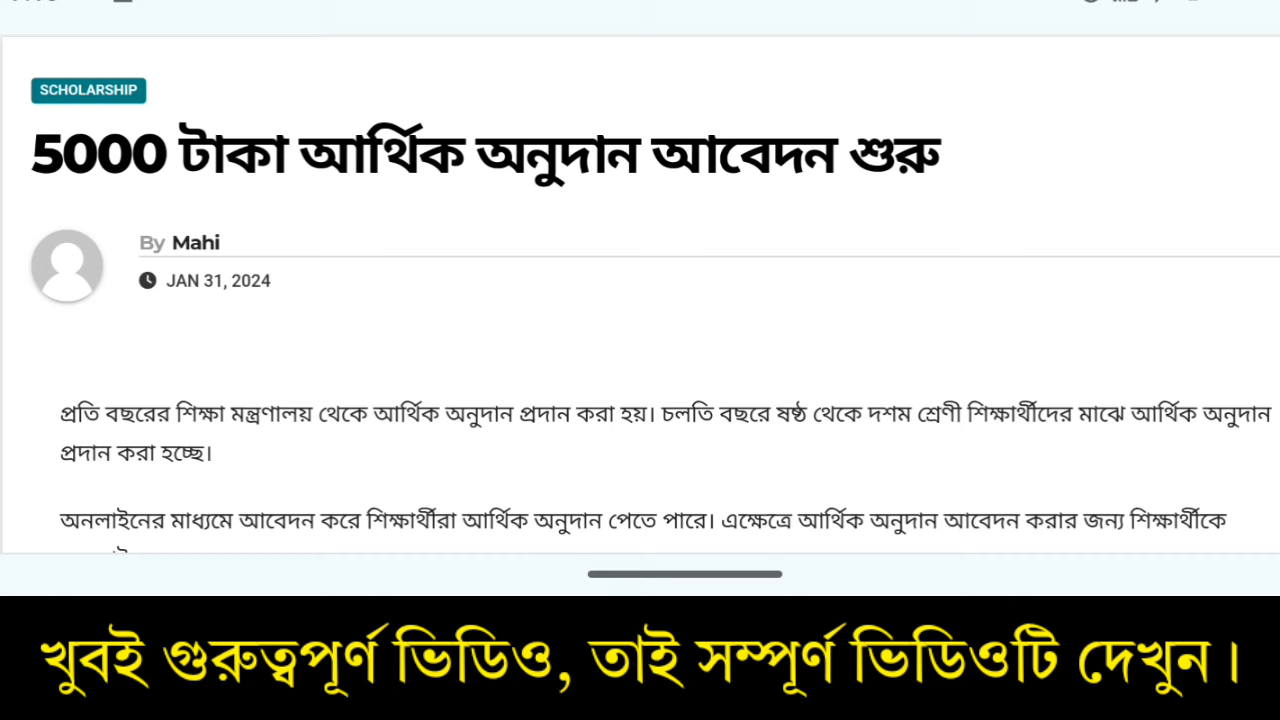 SCHOLARSHIP
5000 টাকা আর্থিক অনুদান আবেদন শুরু
By Mahi
JAN 31, 2024
প্রতি বছরের শিক্ষা মন্ত্রণালয় থেকে আর্থিক অনুদান প্রদান করা হয়। চলতি বছরে ষষ্ঠ থেকে দশম শ্রেণী শিক্ষার্থীদের মাঝে আর্থিক অনুদান
প্রদান করা হচ্ছে।
অনলাইনের মাধ্যমে আবেদন করে শিক্ষার্থীরা আর্থিক অনুদান পেতে পারে। এক্ষেত্রে আর্থিক অনুদান আবেদন করার জন্য শিক্ষার্থীকে
খুবই গুরুত্বপূর্ণ ভিডিও, তাই সম্পূর্ণ ভিডিওটি দেখুন।